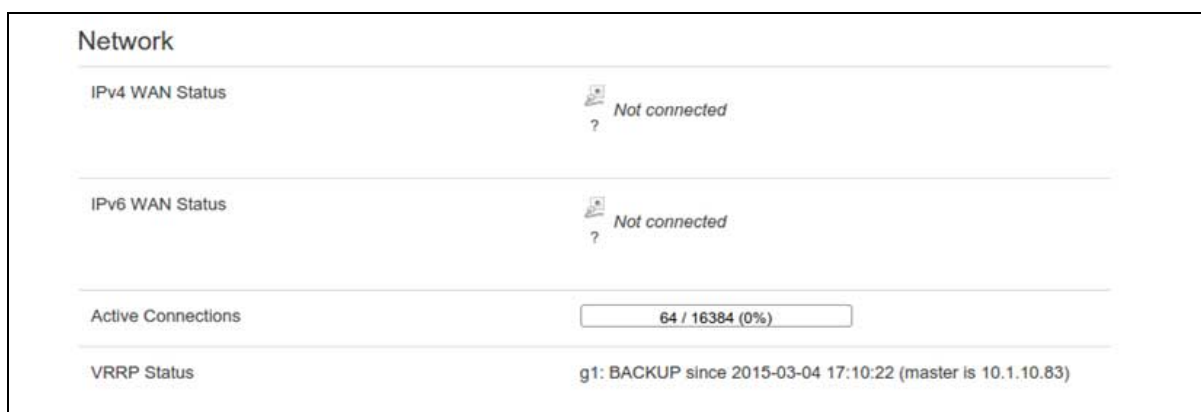 Network
IPv4 WAN Status
? Not connected
IPv6 WAN Status
? Not connected
Active Connections 64 / 16384 (0%)
VRRP Status g1: BACKUP since 2015-03-04 17:10:22 (master is 10.1.10.83)